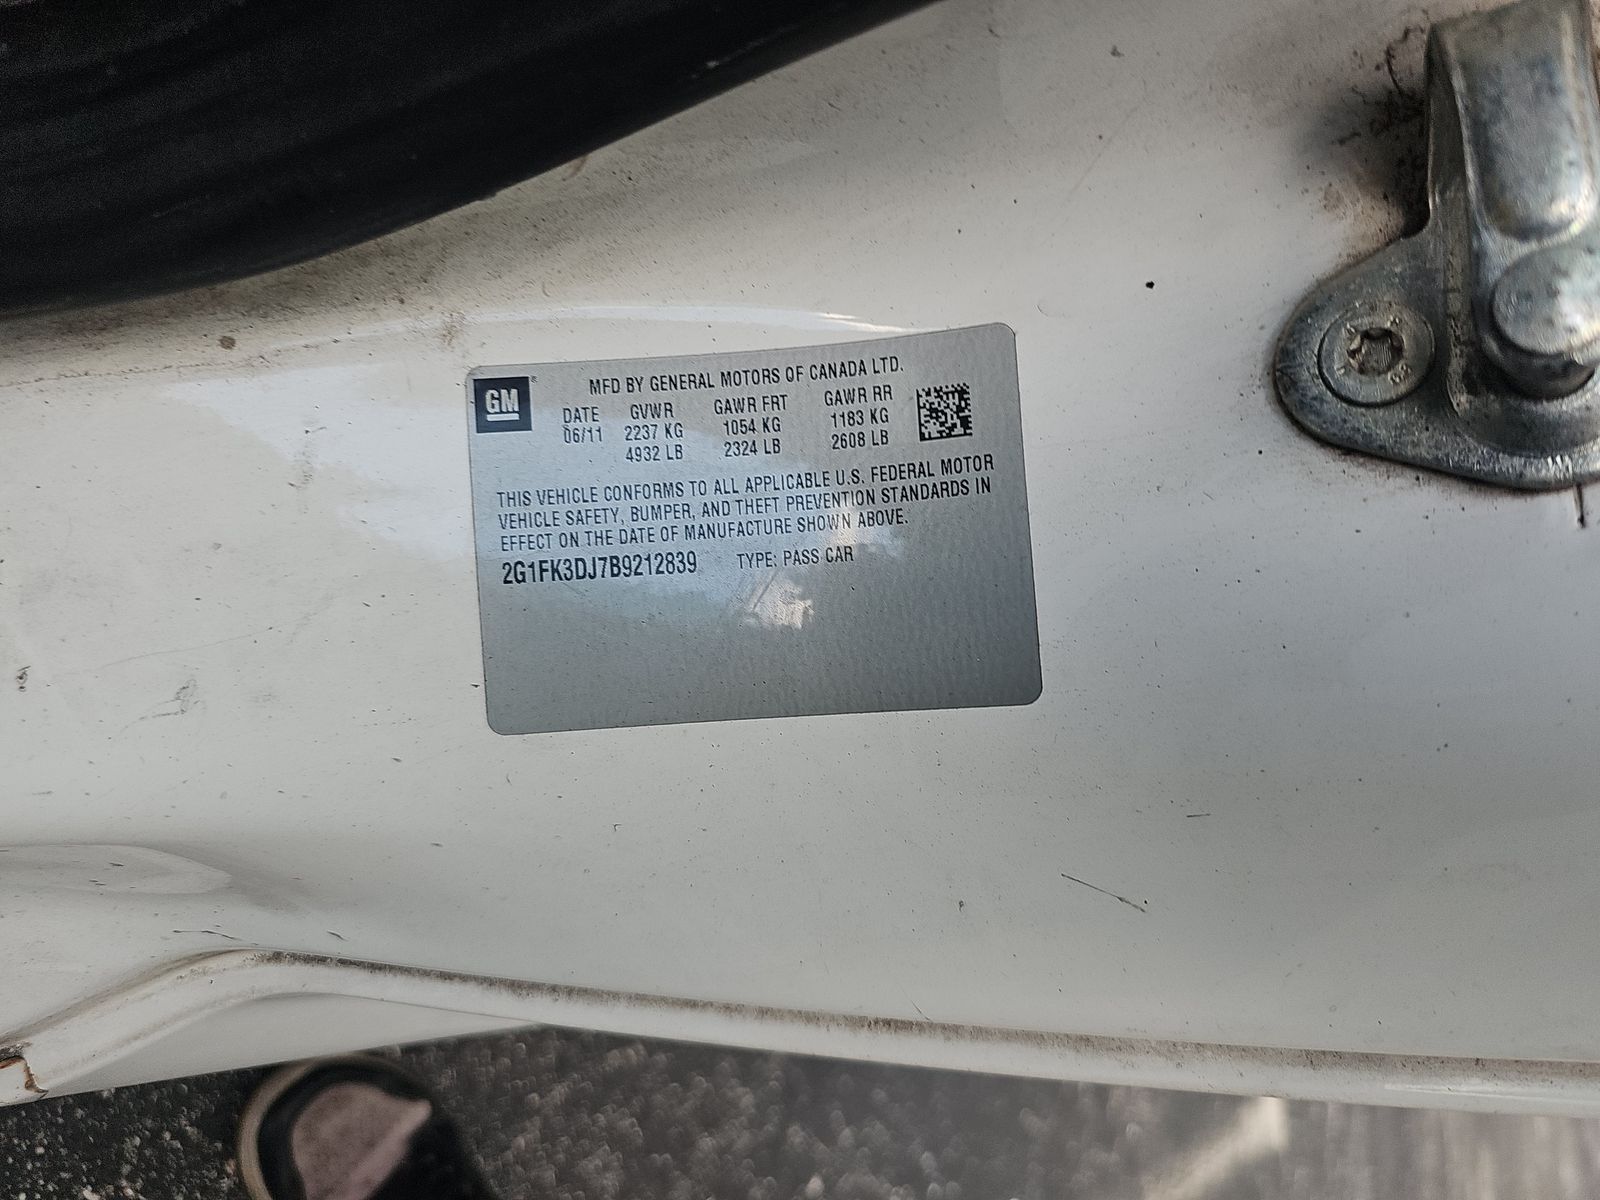 GM
MFD BY GENERAL MOTORS OF CANADA LTD.
DATE GVWR GAWR FRT GAWR RR
06/11 2237 KG 1054 KG 1183 KG
4932 LB 2324 LB 2608 LB
THIS VEHICLE CONFORMS TO ALL APPLICABLE U.S. FEDERAL MOTOR
VEHICLE SAFETY, BUMPER, AND THEFT PREVENTION STANDARDS IN
EFFECT ON THE DATE OF MANUFACTURE SHOWN ABOVE.
2G1FK3DJ7B9212839 TYPE: PASS CAR